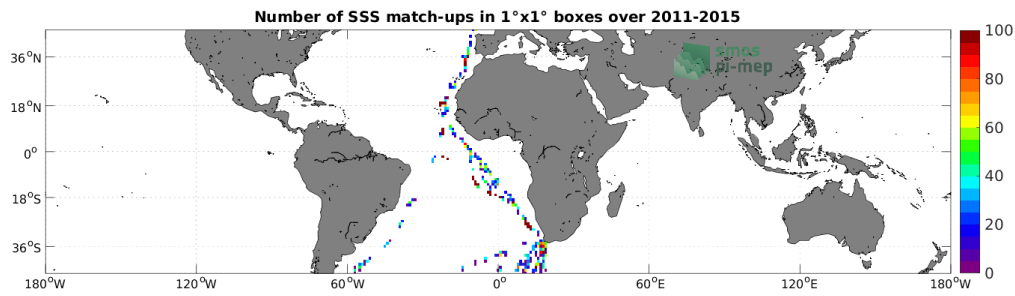 Number of SSS match-ups in 1°x1° boxes over 2011-2015
smos
pi-mep
36°N
18°N
0°
18°S
36°S
180°W 120°W 60°W 0° 60°E 120°E 180°W
100
80
60
40
20
0